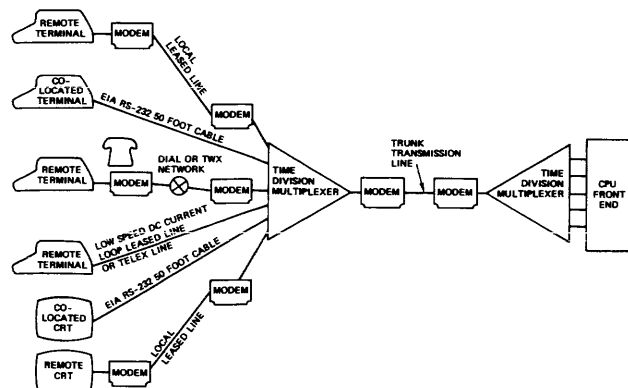 REMOTE
TERMINAL
MODEM
LOCAL
LEASED LINE
MODEM
CO-
LOCATED
TERMINAL
EIA RS-232 50 FOOT CABLE
REMOTE
TERMINAL
MODEM
DIAL OR TWX
NETWORK
MODEM
TIME
DIVISION
MULTIPLEXER
MODEM
TRUNK
TRANSMISSION
LINE
MODEM
TIME
DIVISION
MULTIPLEXER
CPU
FRONT
END
REMOTE
TERMINAL
LOW SPEED DC CURRENT
LOOP LEASED LINE
OR TELEX LINE
CO-
LOCATED
CRT
EIA RS-232 50 FOOT CABLE
MODEM
REMOTE
CRT
MODEM
LOCAL
LEASED LINE